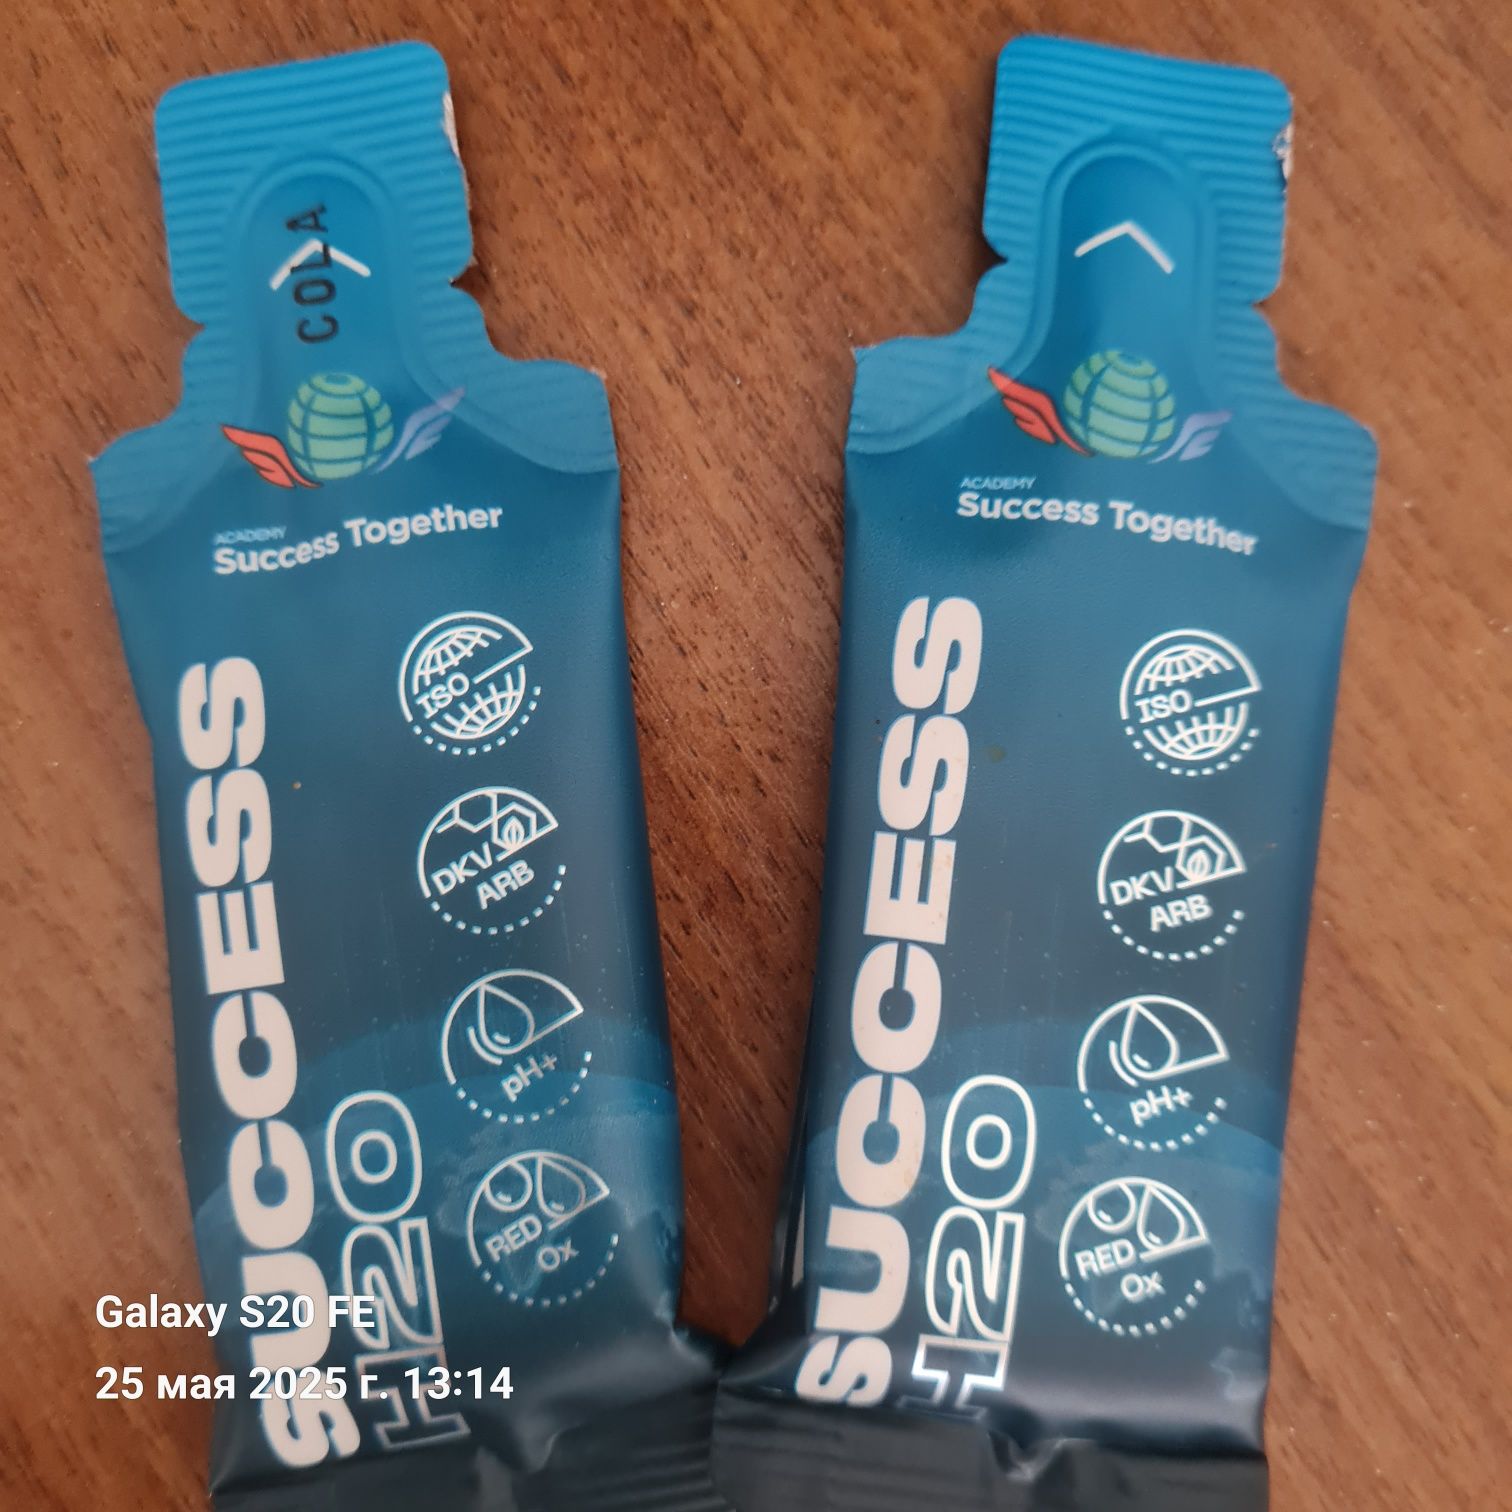 COLA
ACADEMY
Success Together
SUCCESS
H2O
ISO
DKV
ARB
pH+
RED
Ox
ACADEMY
Success Together
SUCCESS
H2O
ISO
DKV
ARB
pH+
RED
Ox
Galaxy S20 FE
25 мая 2025 г. 13:14